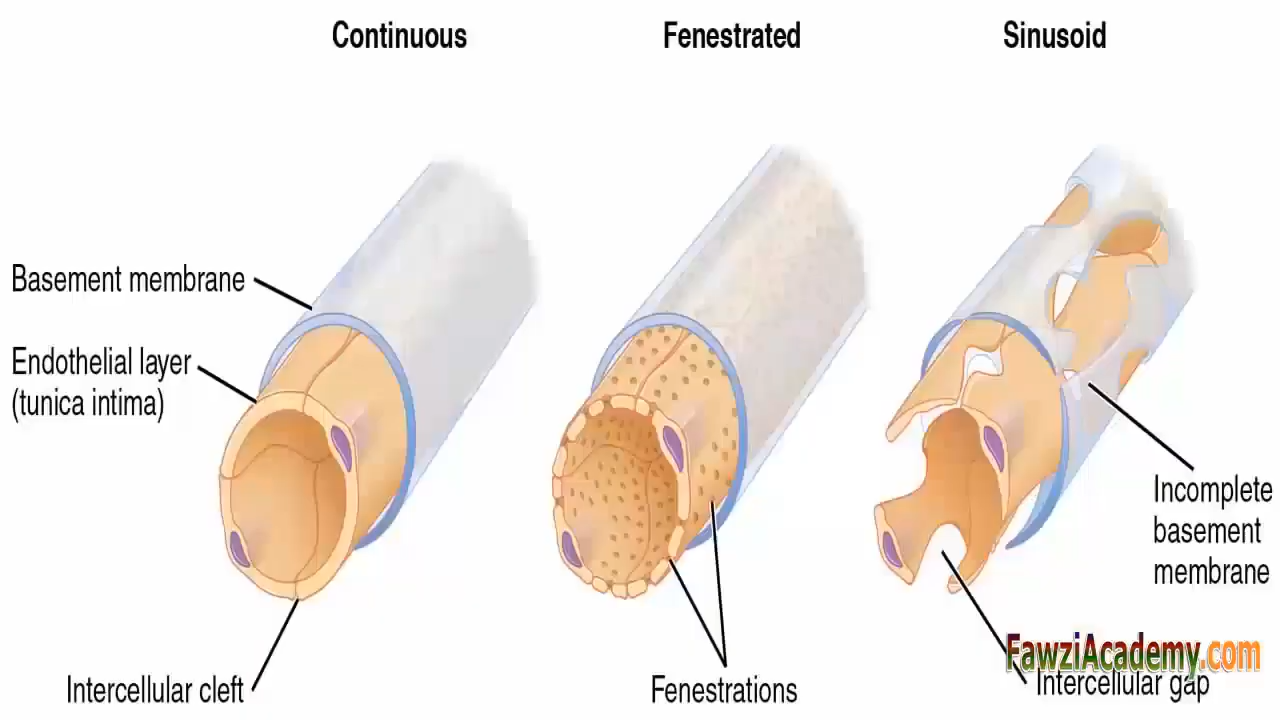 Continuous
Fenestrated
Sinusoid
Basement membrane
Endothelial layer
(tunica intima)
Incomplete
basement
membrane
FawziAcademy.com
Intercellular cleft
Fenestrations
Intercellular gap